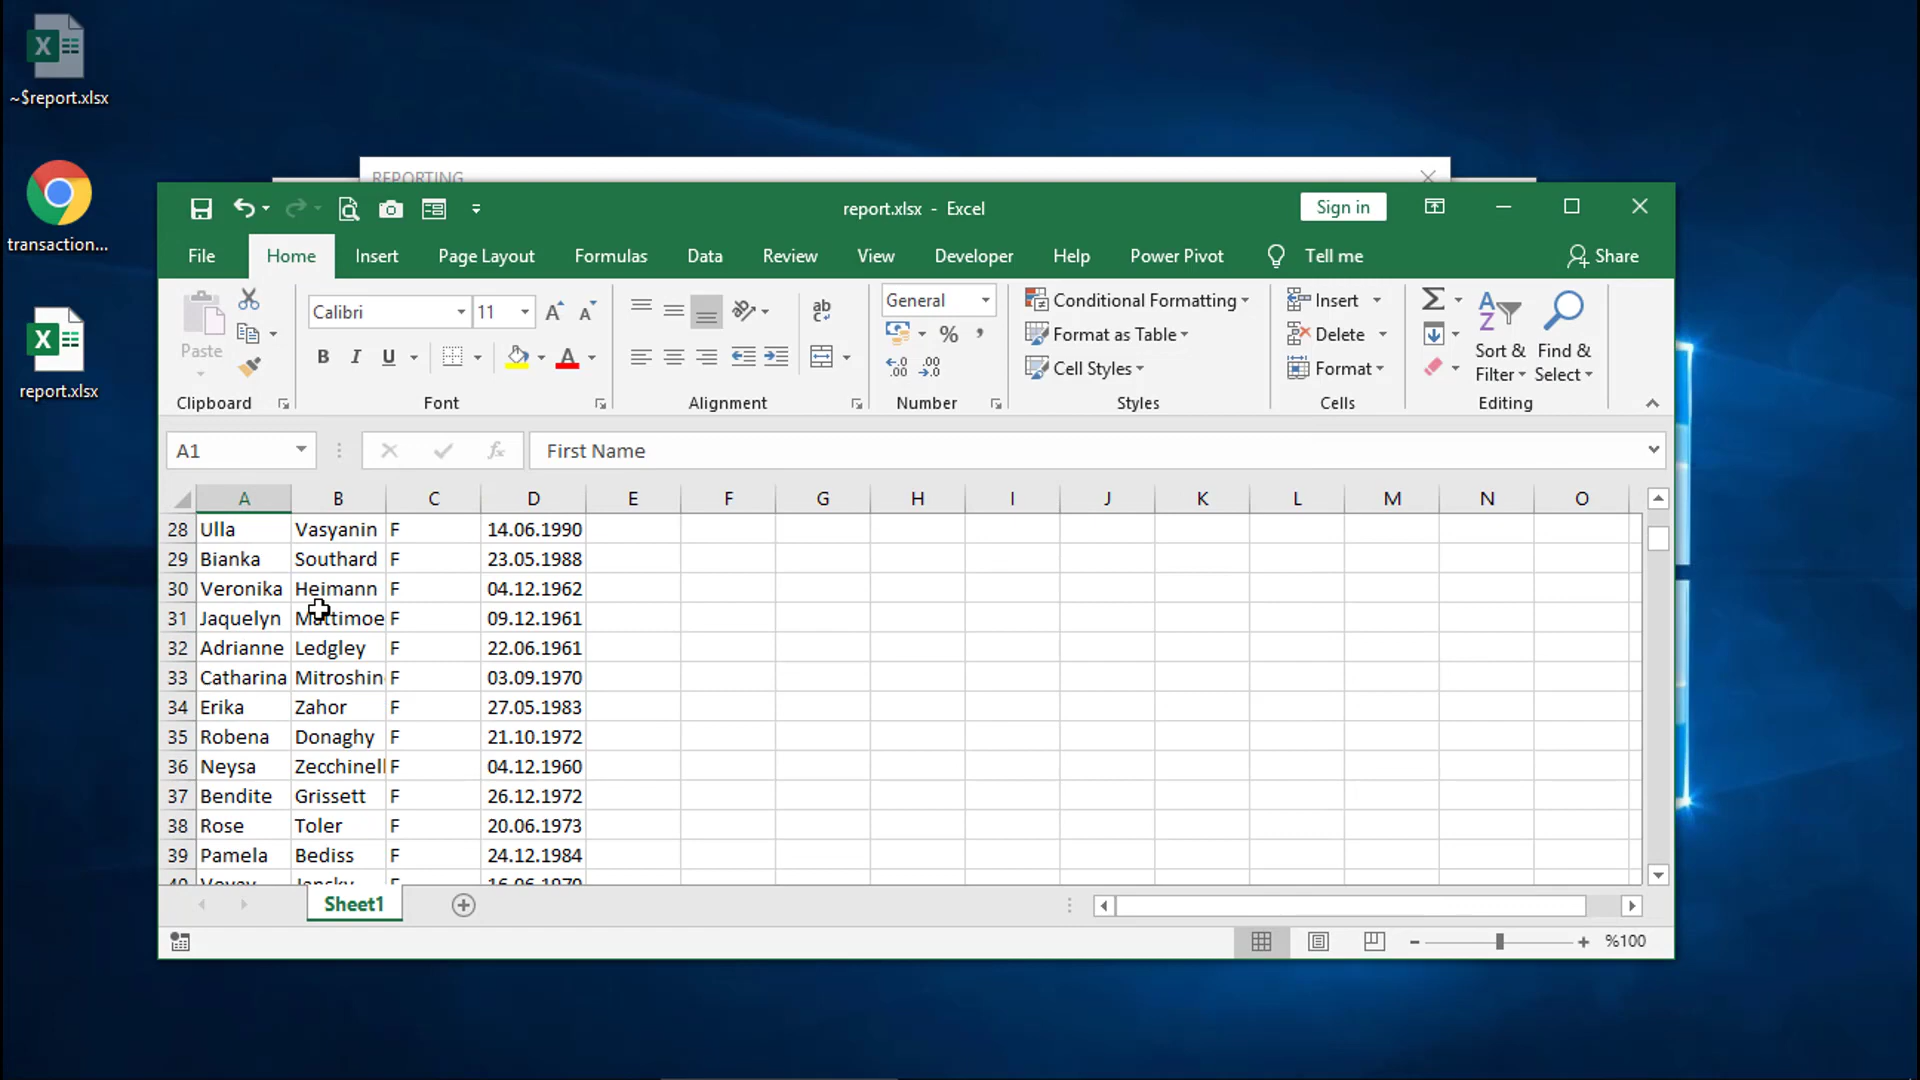 ~$report.xlsx
transaction...
report.xlsx
REPORTING
report.xlsx - Excel
Sign in
File Home Insert Page Layout Formulas Data Review View Developer Help Power Pivot Tell me Share
Paste
Clipboard
Calibri 11
B I U A
Font
ab
Alignment
General
% ,
Number
Conditional Formatting
Format as Table
Cell Styles
Styles
Insert
Delete
Format
Cells
Sort & Filter
Find & Select
Editing
A1 fx First Name
A B C D E F G H I J K L M N O
28 Ulla Vasyanin F 14.06.1990
29 Bianka Southard F 23.05.1988
30 Veronika Heimann F 04.12.1962
31 Jaquelyn Mattimoe F 09.12.1961
32 Adrianne Ledgley F 22.06.1961
33 Catharina Mitroshin F 03.09.1970
34 Erika Zahor F 27.05.1983
35 Robena Donaghy F 21.10.1972
36 Neysa Zecchinell F 04.12.1960
37 Bendite Grissett F 26.12.1972
38 Rose Toler F 20.06.1973
39 Pamela Bediss F 24.12.1984
Sheet1
%100